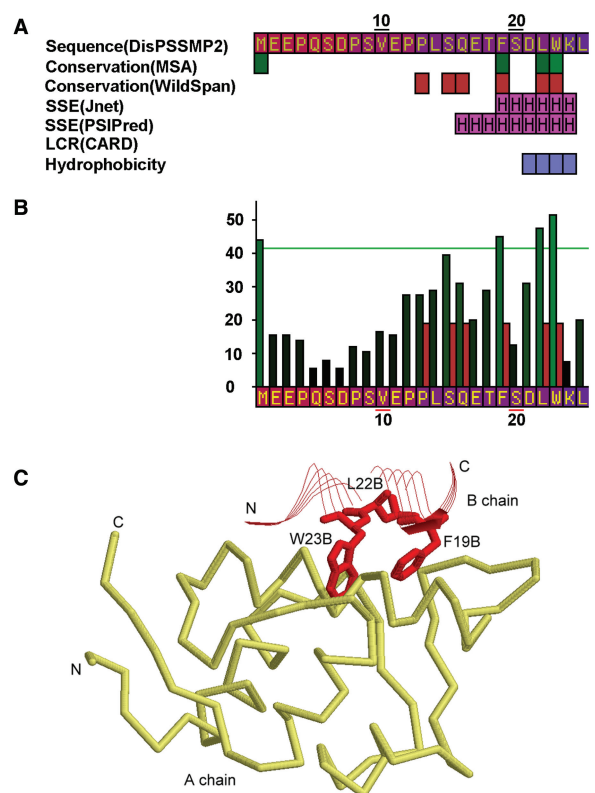 A
10 20
Sequence(DisPSSMP2) MEEPQSDPSVEPPLSQETFSDLWKL
Conservation(MSA)
Conservation(WildSpan)
SSE(Jnet) HHHHHH
SSE(PSIPred) HHHHHHHHH
LCR(CARD)
Hydrophobicity
B
50
40
30
20
10
0
MEEPQSDPSVEPPLSQETFSDLWKL
10 20
C
C
L22B
N
B chain
C
W23B
F19B
N
A chain